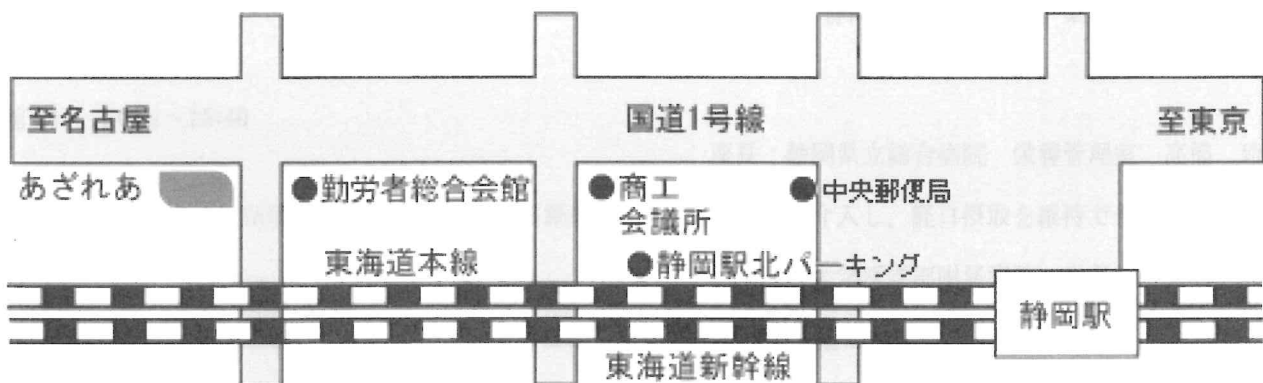 至名古屋
国道1号線
至東京
あざれあ
●勤労者総合会館
●商工
会議所
●中央郵便局
東海道本線
●静岡駅北パーキング
静岡駅
東海道新幹線